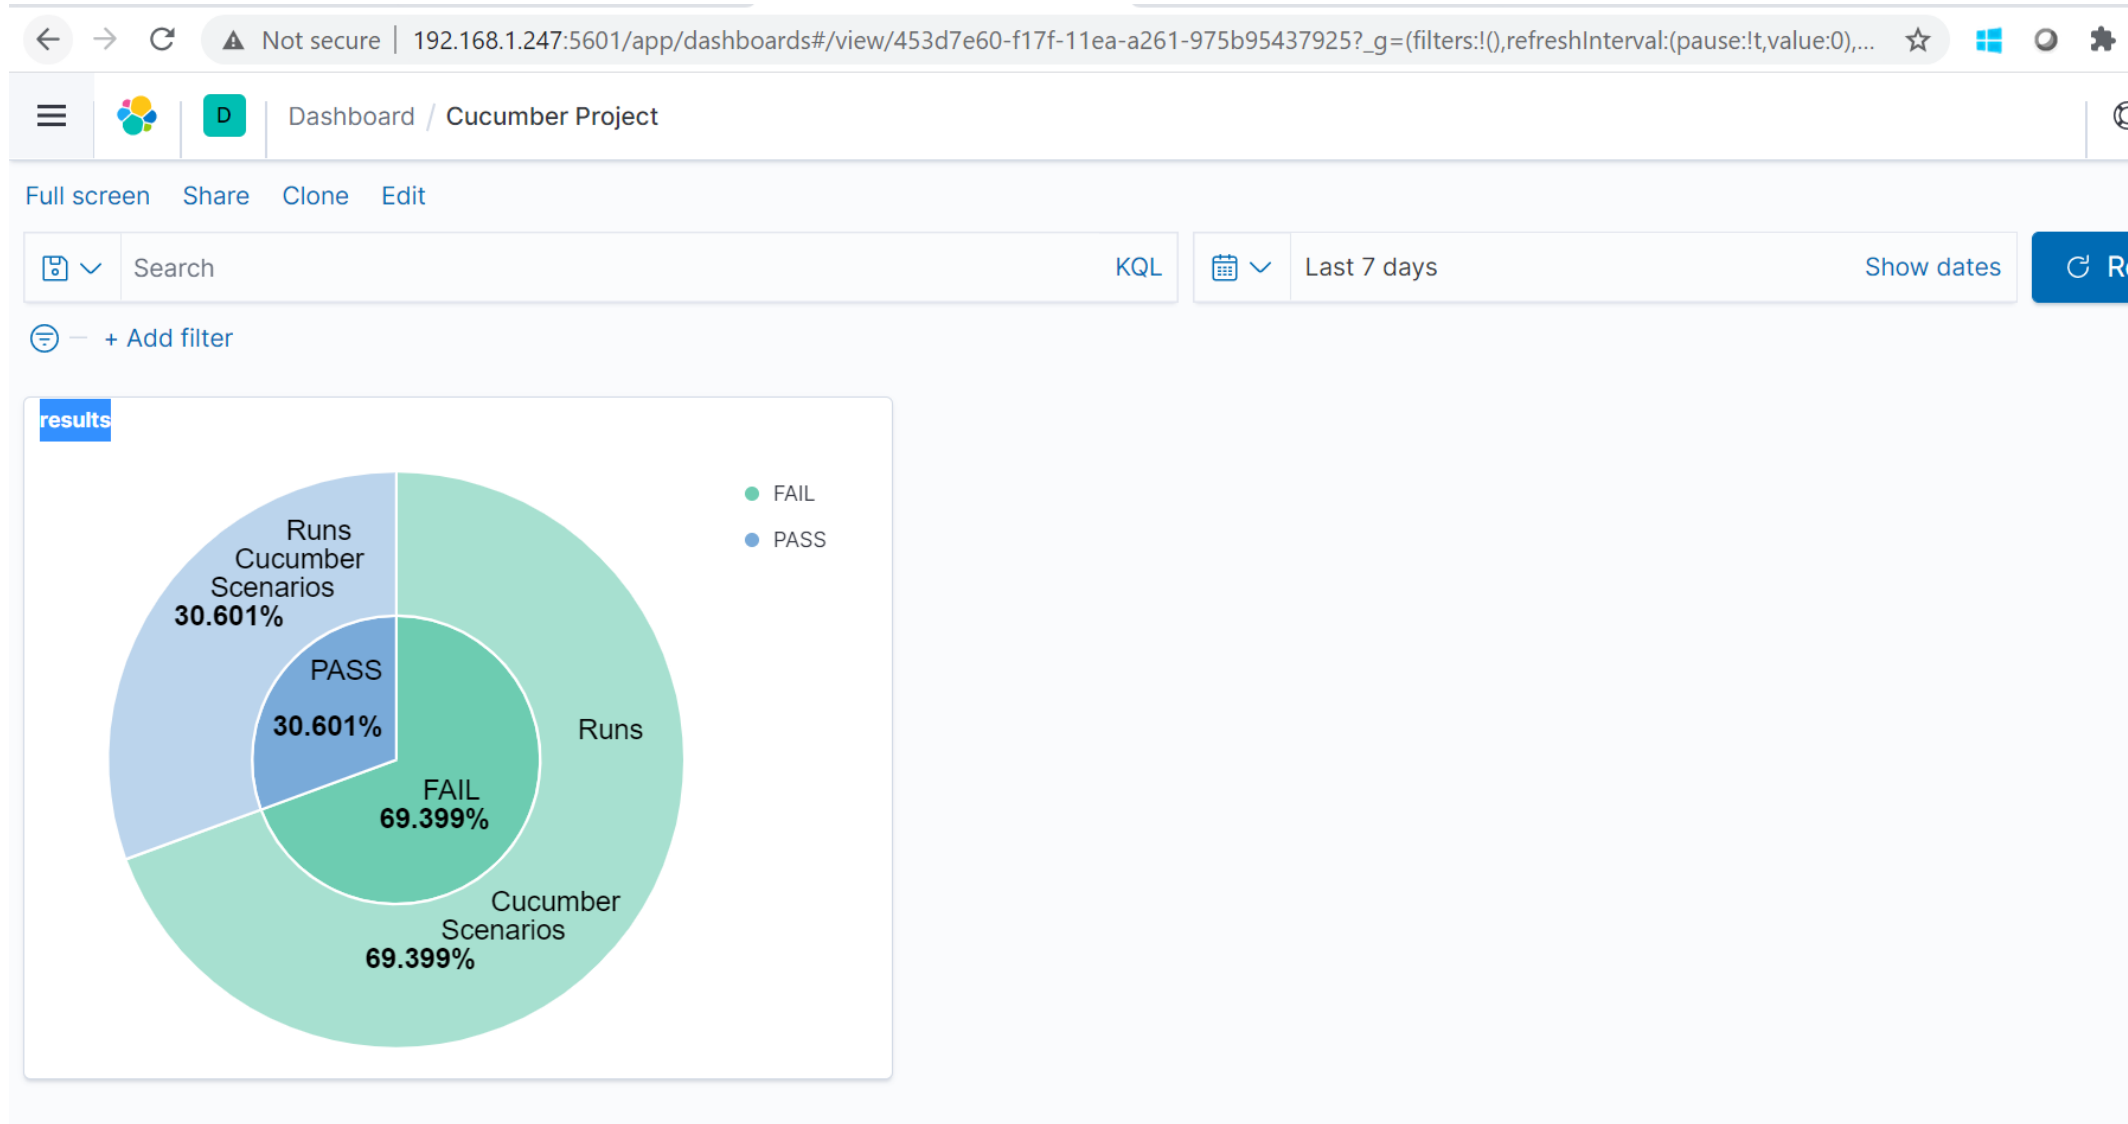 Not secure | 192.168.1.247:5601/app/dashboards#/view/453d7e60-f17f-11ea-a261-975b95437925?_g=(filters:!(),refreshInterval:(pause:!t,value:0),...
D Dashboard / Cucumber Project
Full screen Share Clone Edit
Search KQL Last 7 days Show dates
+ Add filter
results
FAIL
PASS
Runs
Cucumber
Scenarios
30.601%
PASS
30.601%
Runs
FAIL
69.399%
Cucumber
Scenarios
69.399%